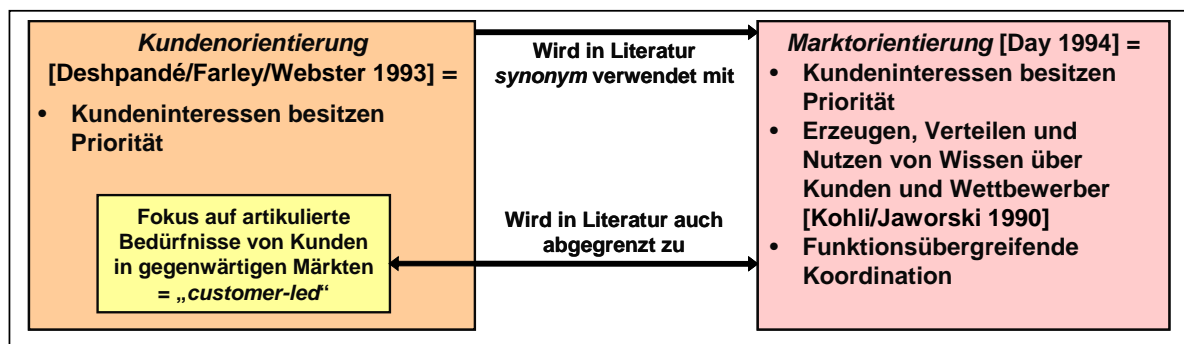 Kundenorientierung
[Deshpandé/Farley/Webster 1993] =
• Kundeninteressen besitzen
Priorität
Fokus auf artikulierte
Bedürfnisse von Kunden
in gegenwärtigen Märkten
= „customer-led“
Wird in Literatur
synonym verwendet mit
Wird in Literatur auch
abgegrenzt zu
Marktorientierung [Day 1994] =
• Kundeninteressen besitzen
Priorität
• Erzeugen, Verteilen und
Nutzen von Wissen über
Kunden und Wettbewerber
[Kohli/Jaworski 1990]
• Funktionsübergreifende
Koordination